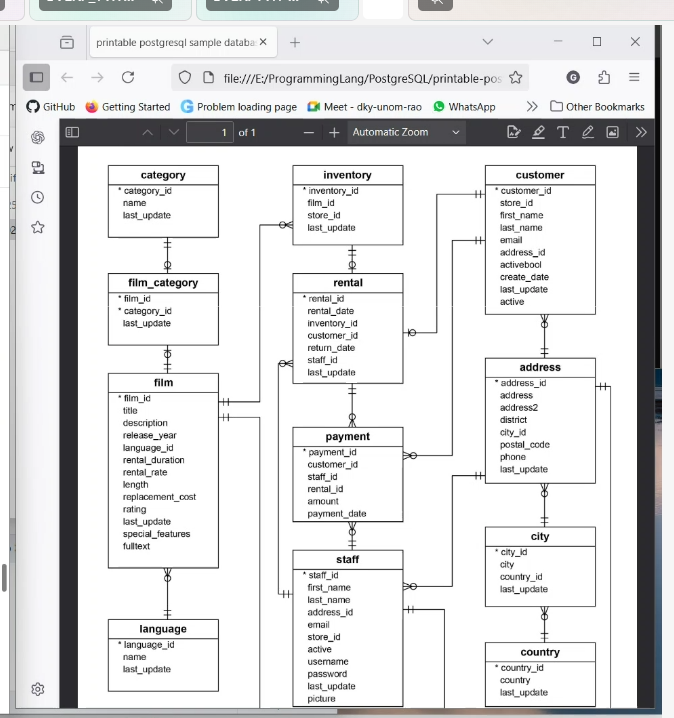 printable postgresql sample databa
file:///E:/ProgrammingLang/PostgreSQL/printable-pos
GitHub
Getting Started
Problem loading page
Meet - dky-unom-rao
WhatsApp
Other Bookmarks
1 of 1
Automatic Zoom
category
* category_id
name
last_update
film_category
* film_id
* category_id
last_update
film
* film_id
title
description
release_year
language_id
rental_duration
rental_rate
length
replacement_cost
rating
last_update
special_features
fulltext
language
* language_id
name
last_update
inventory
* inventory_id
film_id
store_id
last_update
rental
* rental_id
rental_date
inventory_id
customer_id
return_date
staff_id
last_update
payment
* payment_id
customer_id
staff_id
rental_id
amount
payment_date
staff
* staff_id
first_name
last_name
address_id
email
store_id
active
username
password
last_update
picture
customer
* customer_id
store_id
first_name
last_name
email
address_id
activebool
create_date
last_update
active
address
* address_id
address
address2
district
city_id
postal_code
phone
last_update
city
* city_id
city
country_id
last_update
country
* country_id
country
last_update